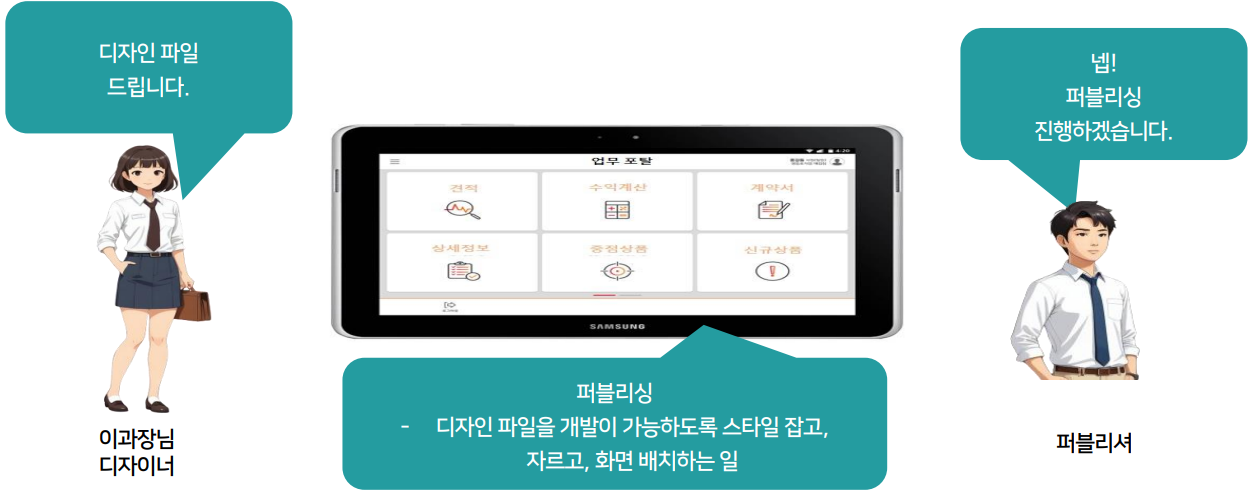 디자인 파일
드립니다.
넵!
퍼블리싱
진행하겠습니다.
4:20
업무 포탈
견적
수익계산
계약서
상세정보
중점상품
신규상품
SAMSUNG
퍼블리싱
- 디자인 파일을 개발이 가능하도록 스타일 잡고,
자르고, 화면 배치하는 일
이과장님
디자이너
퍼블리셔